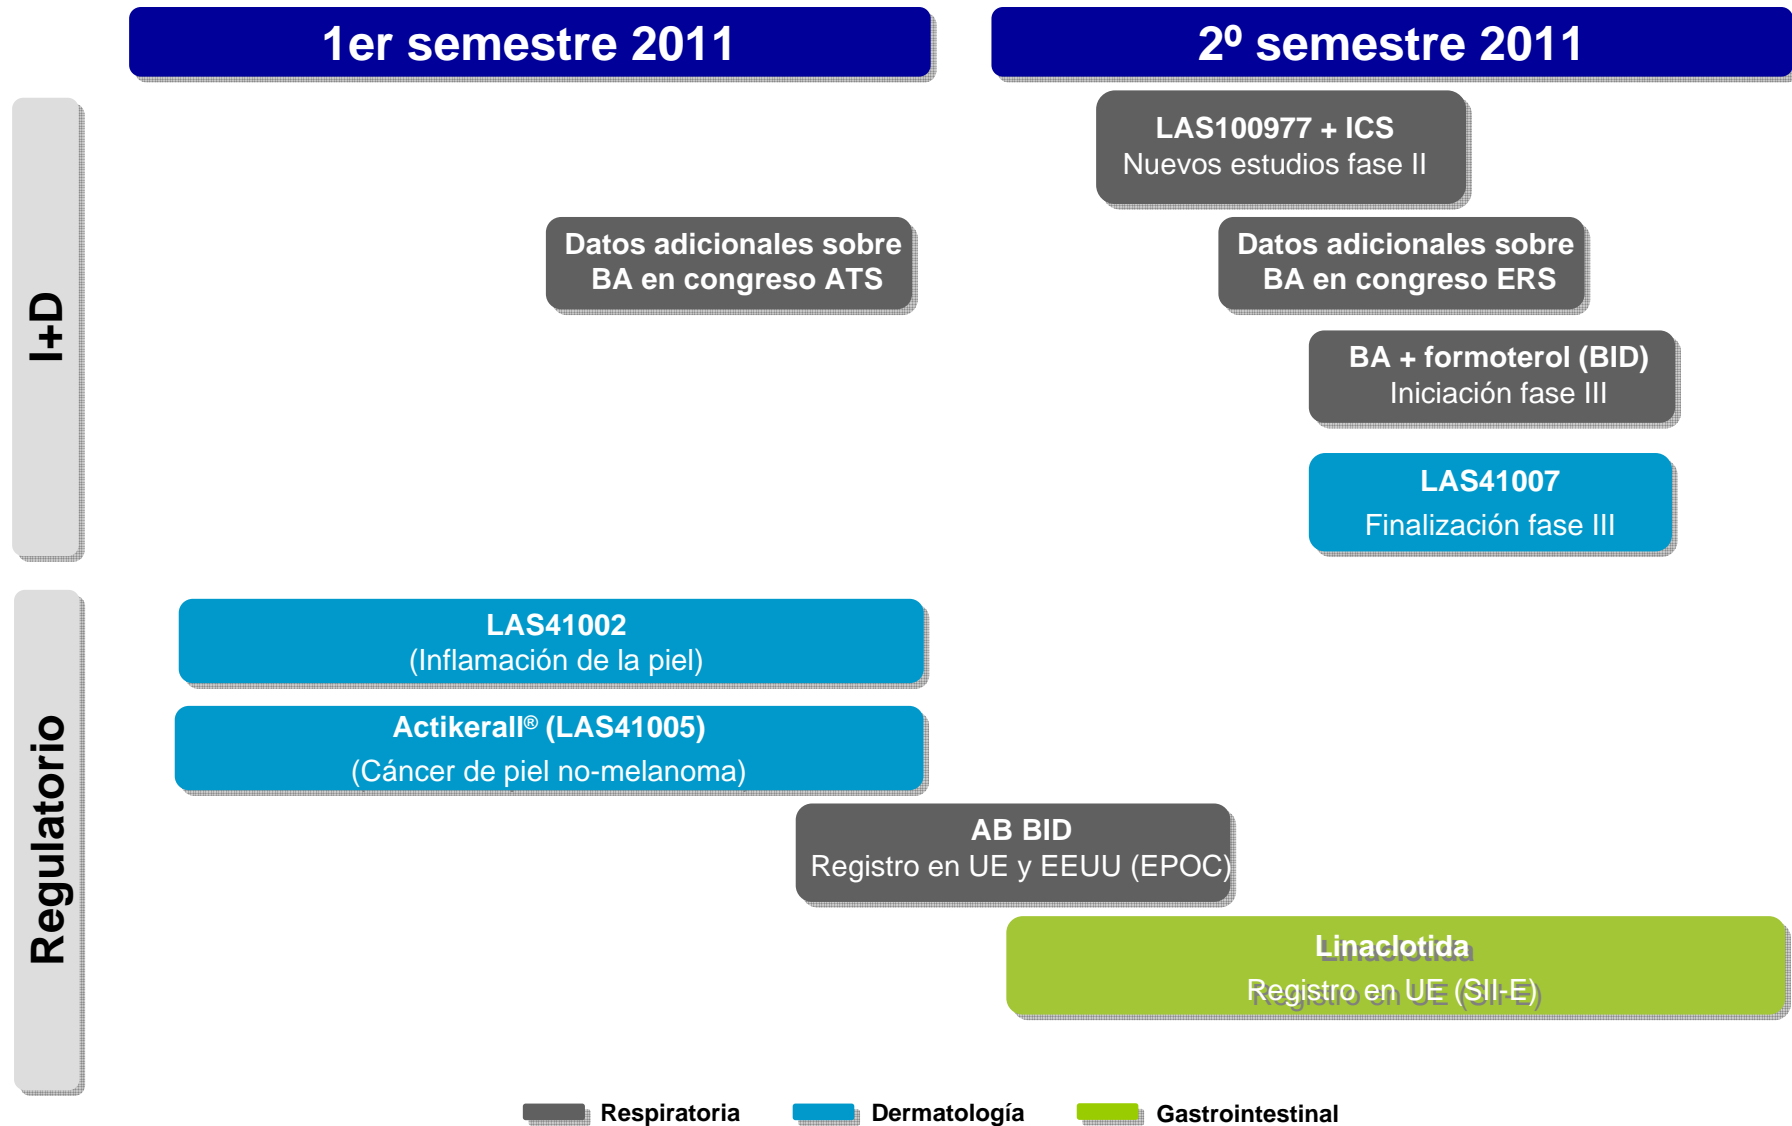 1er semestre 2011
2º semestre 2011
I+D
LAS100977 + ICS
Nuevos estudios fase II
Datos adicionales sobre
BA en congreso ATS
Datos adicionales sobre
BA en congreso ERS
BA + formoterol (BID)
Iniciación fase III
LAS41007
Finalización fase III
Regulatorio
LAS41002
(Inflamación de la piel)
Actikerall® (LAS41005)
(Cáncer de piel no-melanoma)
AB BID
Registro en UE y EEUU (EPOC)
Linaclotida
Registro en UE (SII-E)
Respiratoria
Dermatología
Gastrointestinal